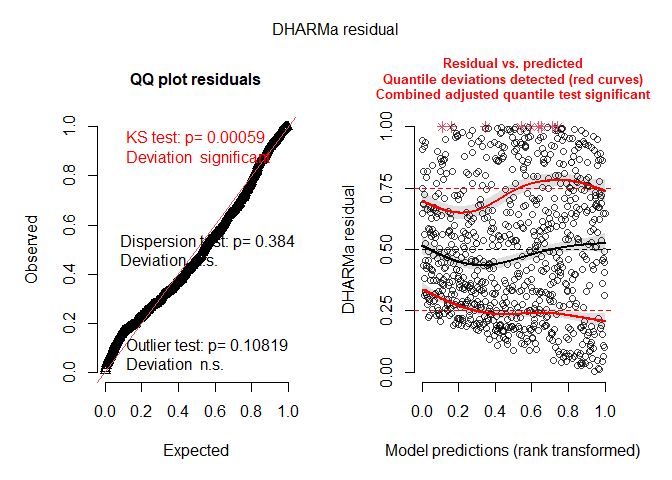 DHARMa residual
QQ plot residuals
KS test: p= 0.00059
Deviation significant
Dispersion test: p= 0.384
Deviation n.s.
Outlier test: p= 0.10819
Deviation n.s.
Observed
0.0
0.2
0.4
0.6
0.8
1.0
0.0
0.2
0.4
0.6
0.8
1.0
Expected
Residual vs. predicted
Quantile deviations detected (red curves)
Combined adjusted quantile test significant
DHARMa residual
0.00
0.25
0.50
0.75
1.00
0.0
0.2
0.4
0.6
0.8
1.0
Model predictions (rank transformed)